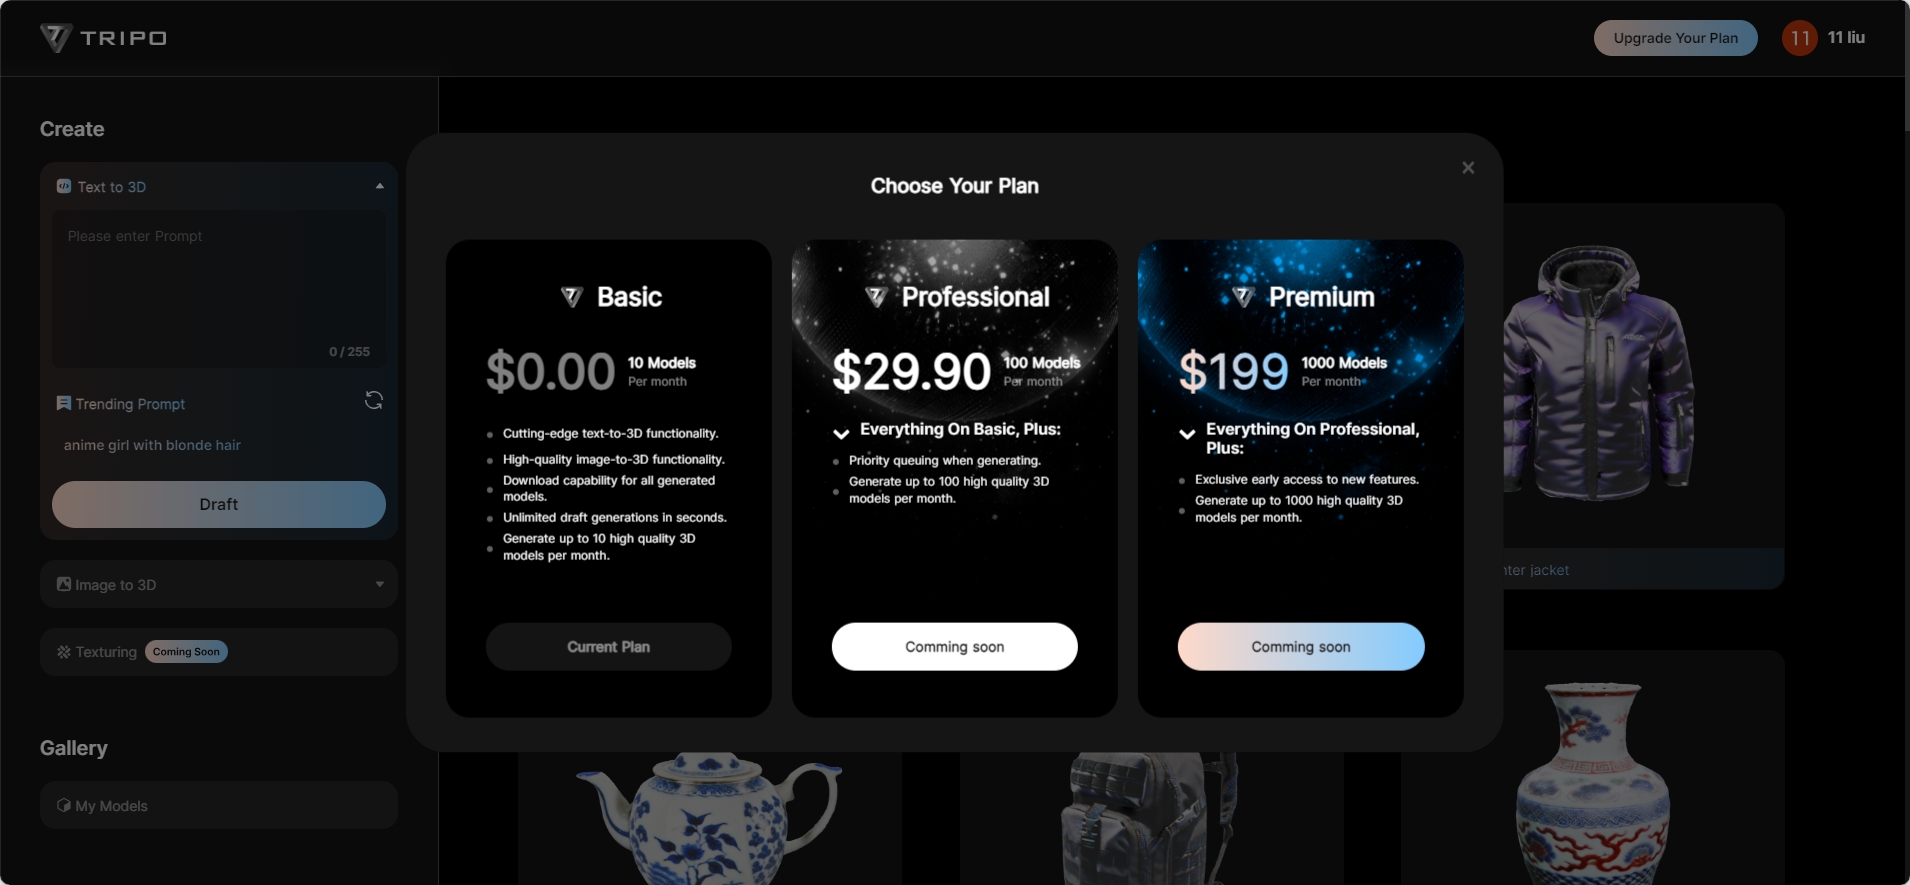 TRIPO
Upgrade Your Plan
11
11 liu
Create
Text to 3D
Please enter Prompt
0 / 255
Trending Prompt
anime girl with blonde hair
Draft
Image to 3D
Texturing
Coming Soon
Gallery
My Models
Choose Your Plan
×
Basic
$0.00
10 Models
Per month
Cutting-edge text-to-3D functionality.
High-quality image-to-3D functionality.
Download capability for all generated
models.
Unlimited draft generations in seconds.
Generate up to 10 high quality 3D
models per month.
Current Plan
Professional
$29.90
100 Models
Per month
Everything On Basic, Plus:
Priority queuing when generating.
Generate up to 100 high quality 3D
models per month.
Comming soon
Premium
$199
1000 Models
Per month
Everything On Professional,
Plus:
Exclusive early access to new features.
Generate up to 1000 high quality 3D
models per month.
Comming soon
jacket